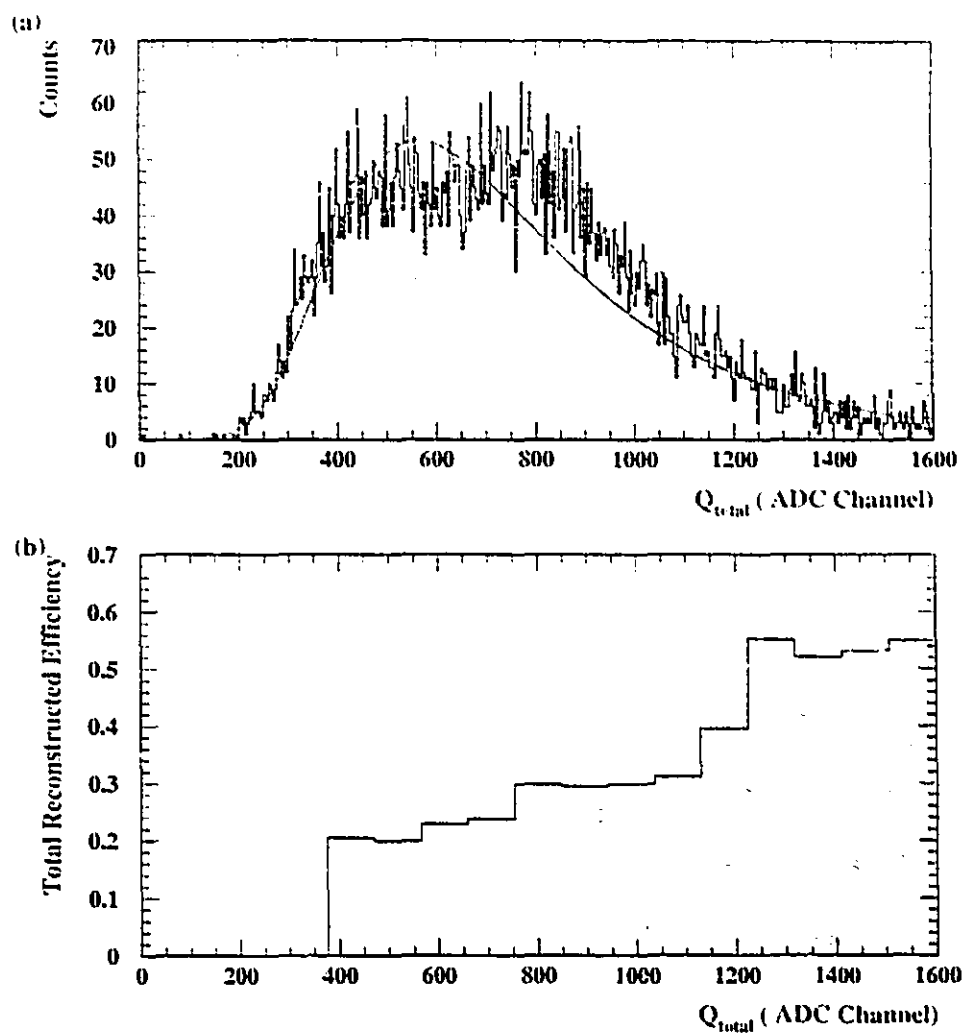 (a)
Counts
70
60
50
40
30
20
10
0
0 200 400 600 800 1000 1200 1400 1600
Q_total ( ADC Channel)
(b)
Total Reconstructed Efficiency
0.7
0.6
0.5
0.4
0.3
0.2
0.1
0
0 200 400 600 800 1000 1200 1400 1600
Q_total ( ADC Channel)